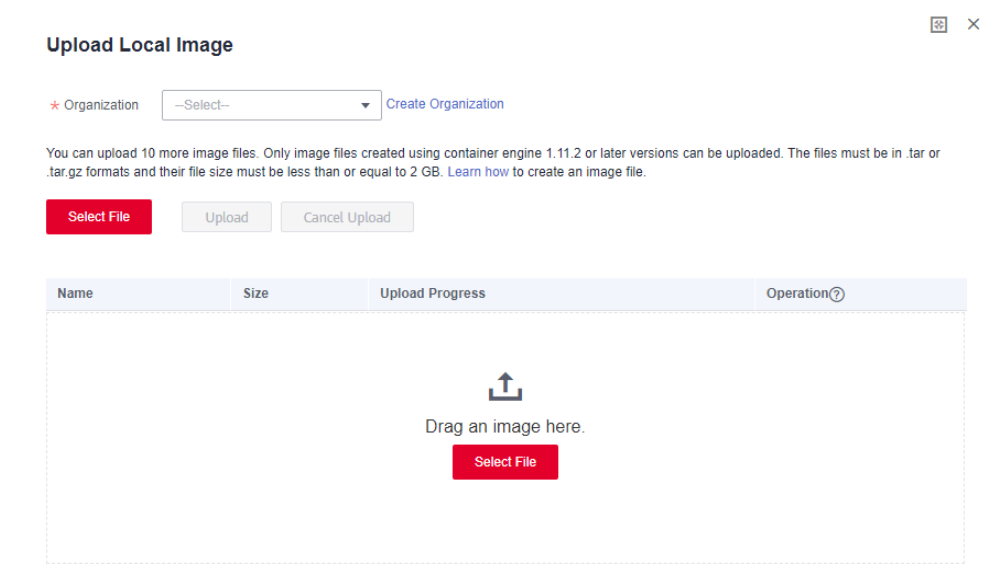 Upload Local Image
* Organization --Select-- Create Organization
You can upload 10 more image files. Only image files created using container engine 1.11.2 or later versions can be uploaded. The files must be in .tar or
.tar.gz formats and their file size must be less than or equal to 2 GB. Learn how to create an image file.
Select File Upload Cancel Upload
Name Size Upload Progress Operation?
Drag an image here.
Select File